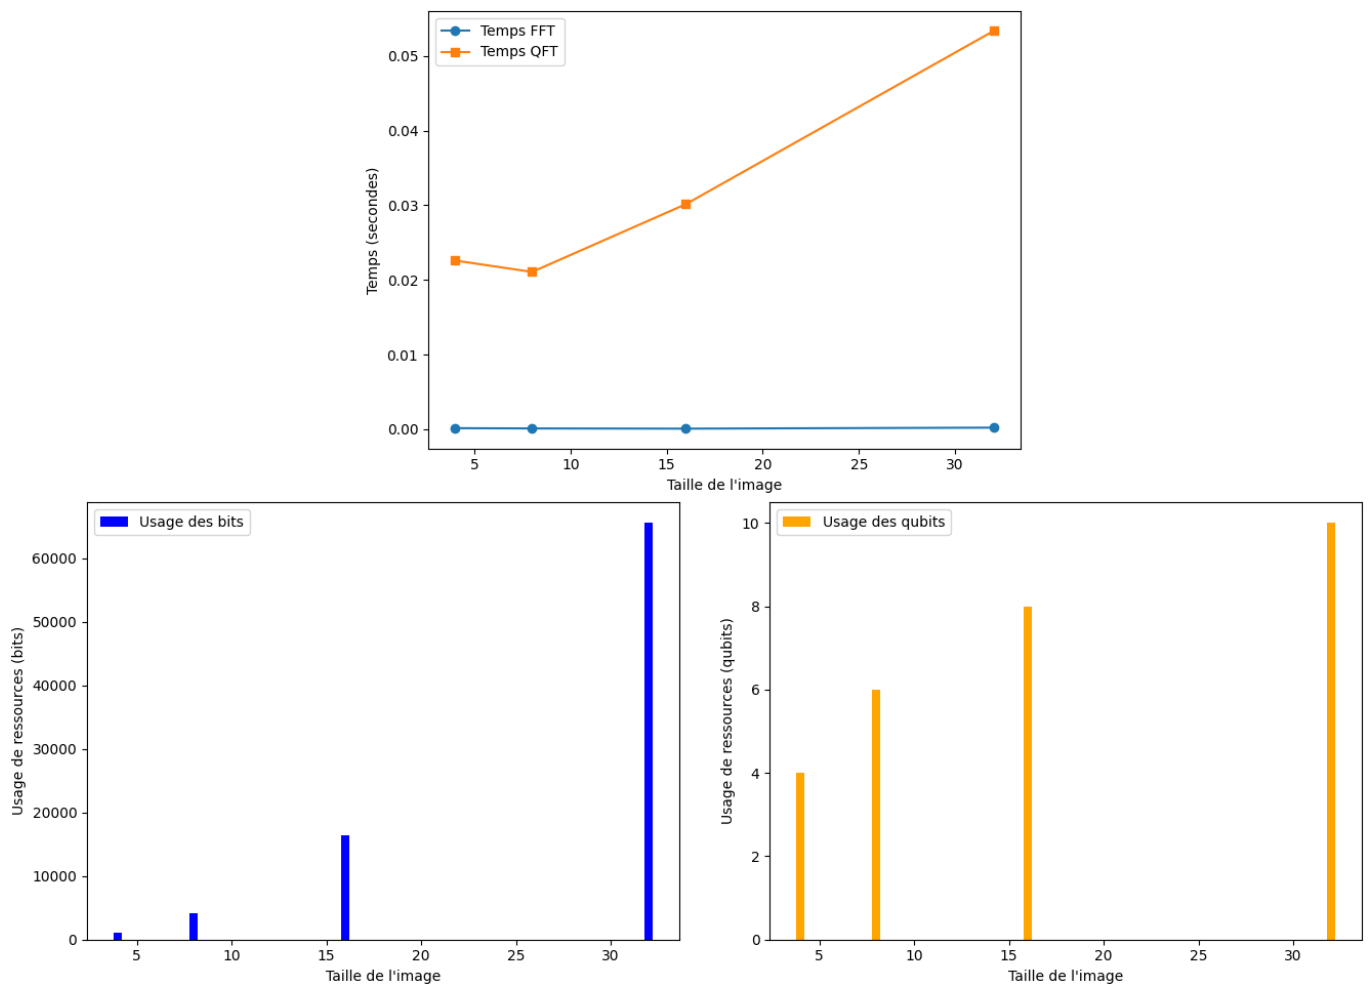 Temps FFT
Temps QFT
0.05
0.04
0.03
0.02
0.01
0.00
Temps (secondes)
5 10 15 20 25 30
Taille de l'image
Usage des bits
60000
50000
40000
30000
20000
10000
0
Usage de ressources (bits)
5 10 15 20 25 30
Taille de l'image
Usage des qubits
10
8
6
4
2
0
Usage de ressources (qubits)
5 10 15 20 25 30
Taille de l'image